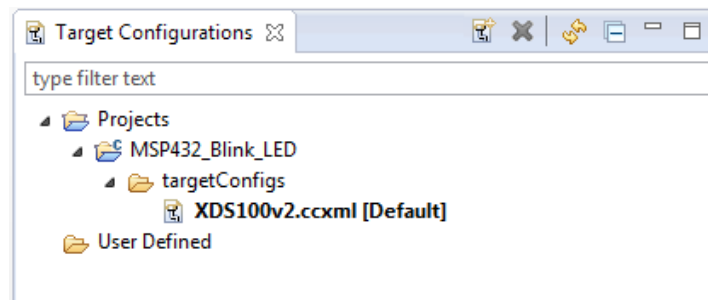 Target Configurations
type filter text
Projects
MSP432_Blink_LED
targetConfigs
XDS100v2.ccxml [Default]
User Defined